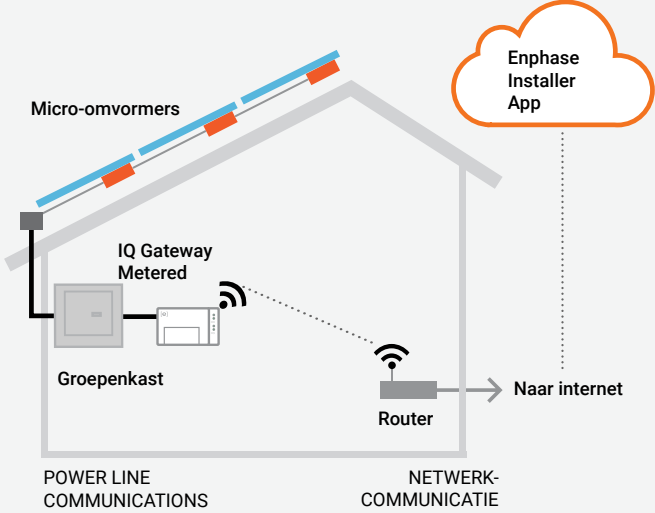 Enphase
Installer
App
Micro-omvormers
IQ Gateway
Metered
Groepenkast
Naar internet
Router
POWER LINE
COMMUNICATIONS
NETWERK-
COMMUNICATIE